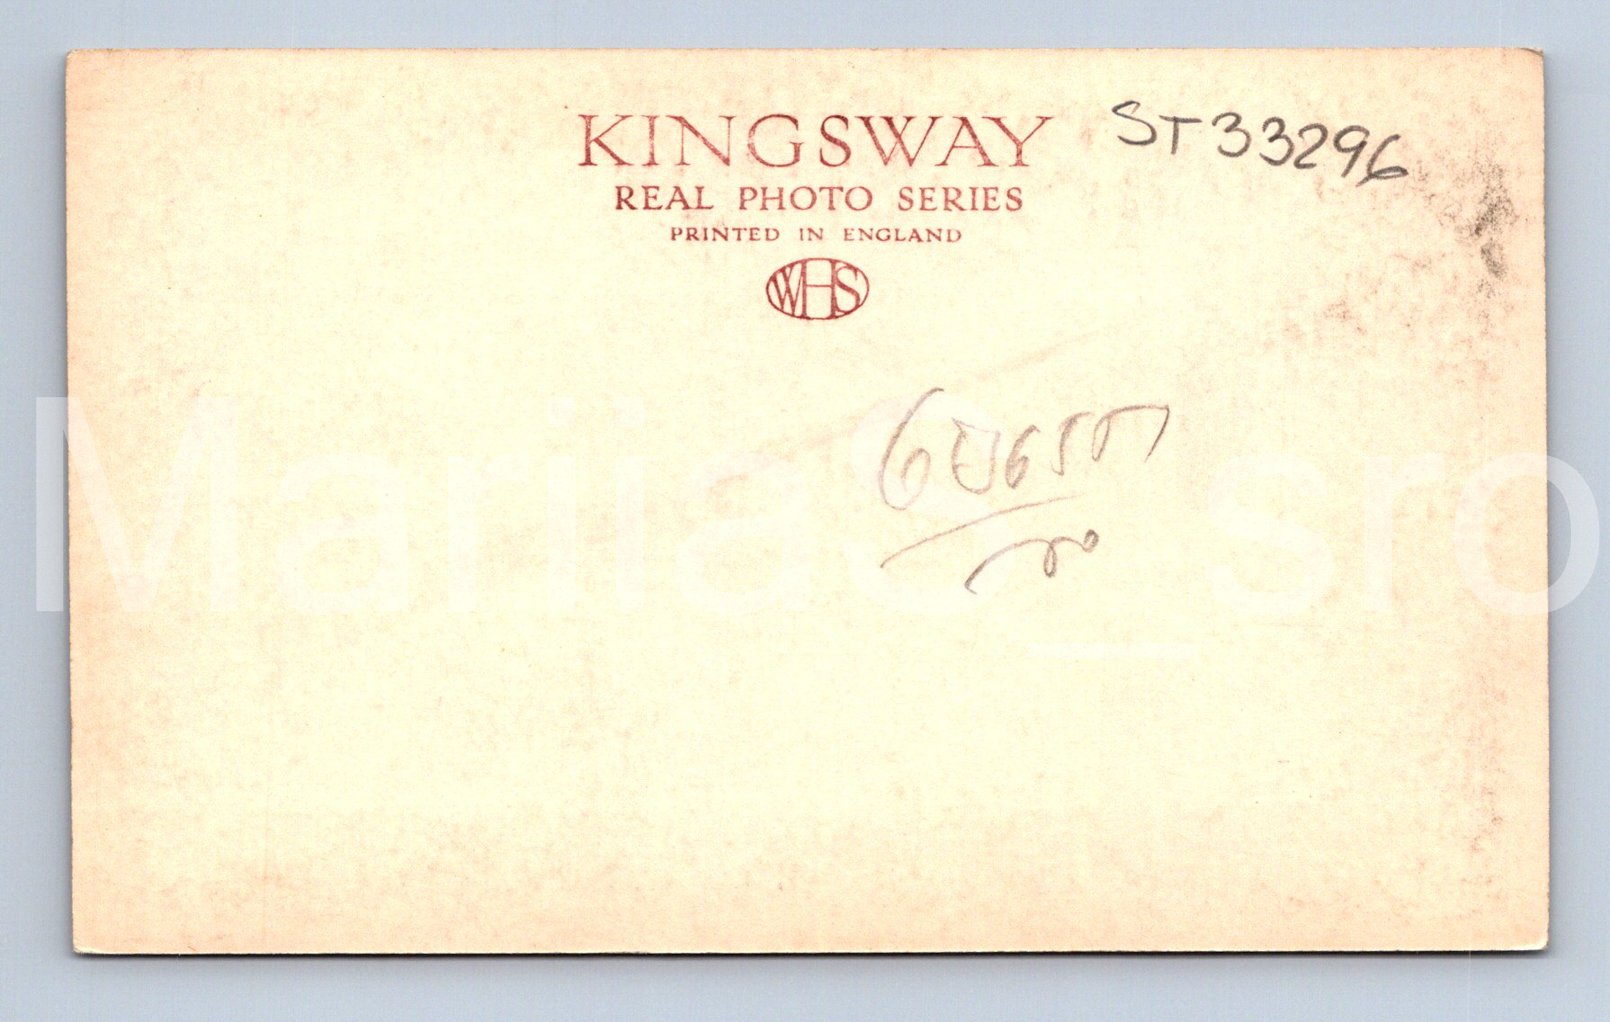 KINGSWAY
ST33296
REAL PHOTO SERIES
PRINTED IN ENGLAND
WHS